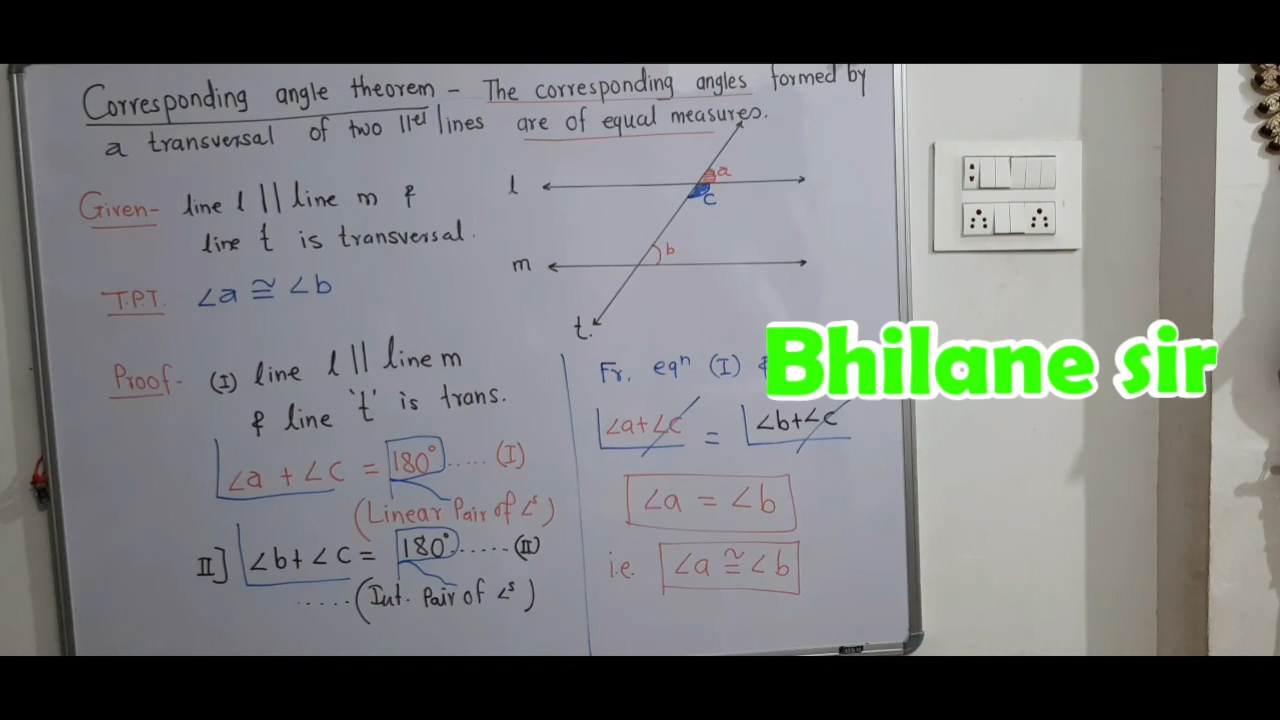 Corresponding angle theorem - The corresponding angles formed by
a transversal of two llel lines are of equal measures.
Given- line l || line m &
line t is transversal.
T.P.T. ∠a ≅ ∠b
l
a
c
m
b
t.
Proof- (I) line l || line m
& line 't' is trans.
∠a + ∠c = 180° ..... (I)
(Linear Pair of ∠s)
II] ∠b + ∠c = 180° ...... (II)
..... (Int. Pair of ∠s)
Fr. eqn (I) &
∠a + ∠c = ∠b + ∠c
∠a = ∠b
i.e. ∠a ≅ ∠b
Bhilane sir